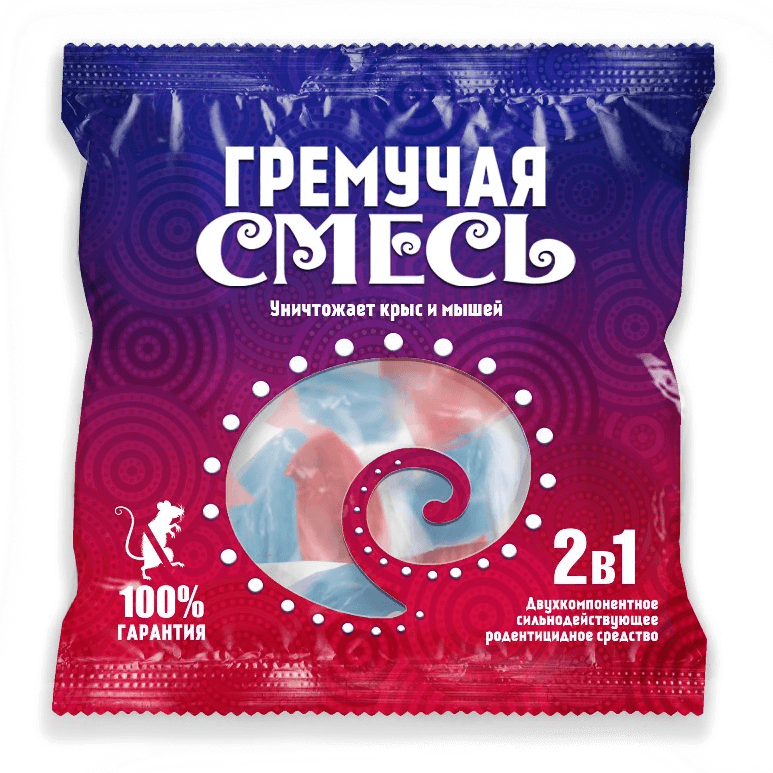 ГРЕМУЧАЯ
СМЕСЬ
Уничтожает крыс и мышей
2в1
Двухкомпонентное
сильнодействующее
родентицидное средство
100%
ГАРАНТИЯ